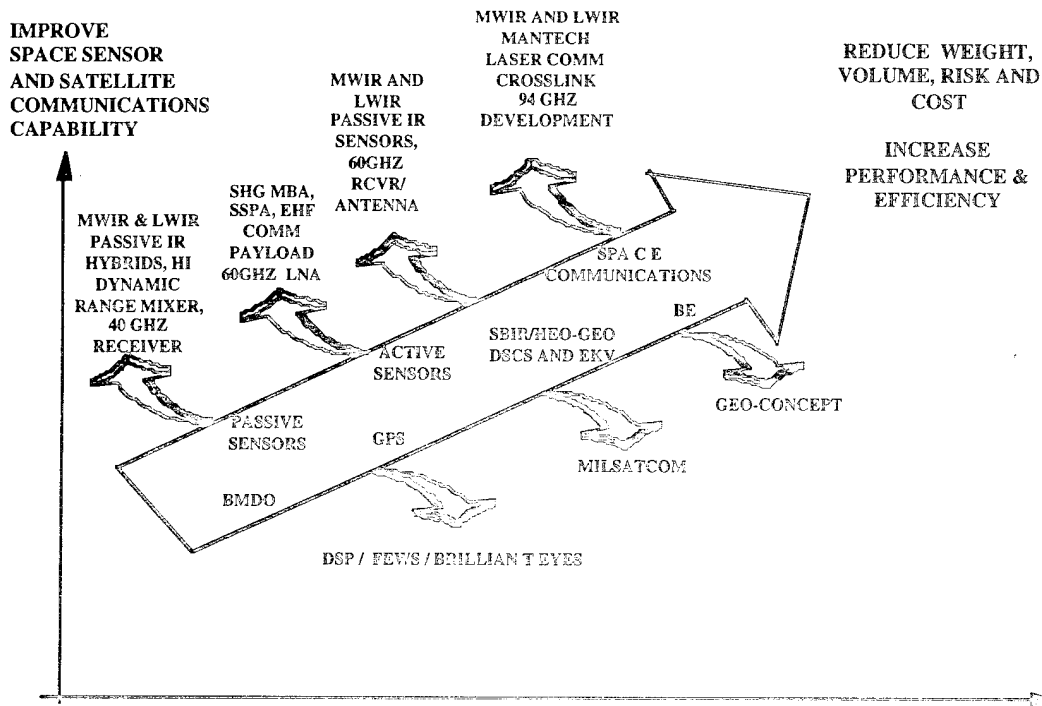 IMPROVE
SPACE SENSOR
AND SATELLITE
COMMUNICATIONS
CAPABILITY
MWIR & LWIR
PASSIVE IR
HYBRIDS, HI
DYNAMIC
RANGE MIXER,
40 GHZ
RECEIVER
SHG MBA,
SSPA, EHF
COMM
PAYLOAD
60GHZ LNA
MWIR AND
LWIR
PASSIVE IR
SENSORS,
60GHZ
RCVR/
ANTENNA
MWIR AND LWIR
MANTECH
LASER COMM
CROSSLINK
94 GHZ
DEVELOPMENT
REDUCE WEIGHT,
VOLUME, RISK AND
COST
INCREASE
PERFORMANCE &
EFFICIENCY
SPA C E
COMMUNICATIONS
ACTIVE
SENSORS
PASSIVE
SENSORS
BE
SBIR/HEO-GEO
DSCS AND EKV
GPS
BMDO
GEO-CONCEPT
MILSATCOM
DSP / FEWS / BRILLIAN T EYES